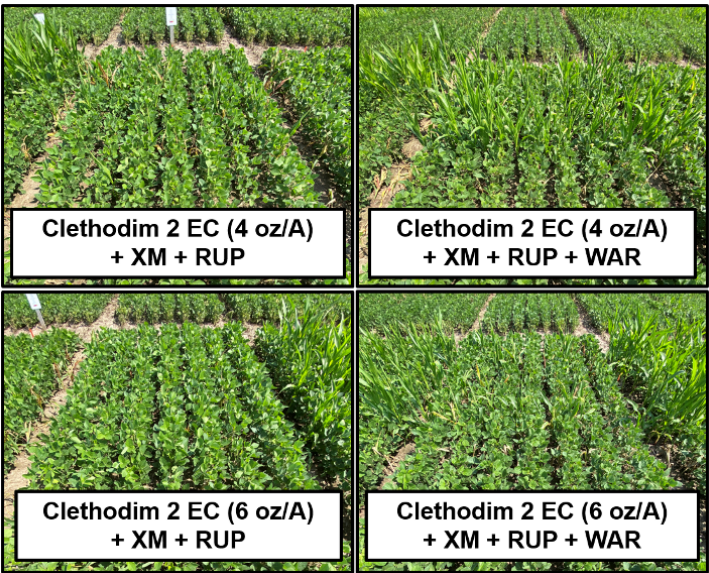 Clethodim 2 EC (4 oz/A)
+ XM + RUP
Clethodim 2 EC (4 oz/A)
+ XM + RUP + WAR
Clethodim 2 EC (6 oz/A)
+ XM + RUP
Clethodim 2 EC (6 oz/A)
+ XM + RUP + WAR